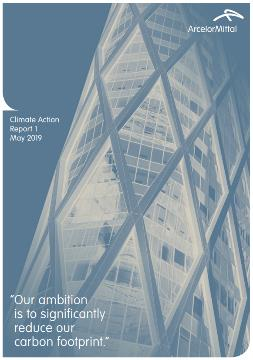 ArcelorMittal
Climate Action
Report 1
May 2019
“Our ambition
is to significantly
reduce our
carbon footprint.”